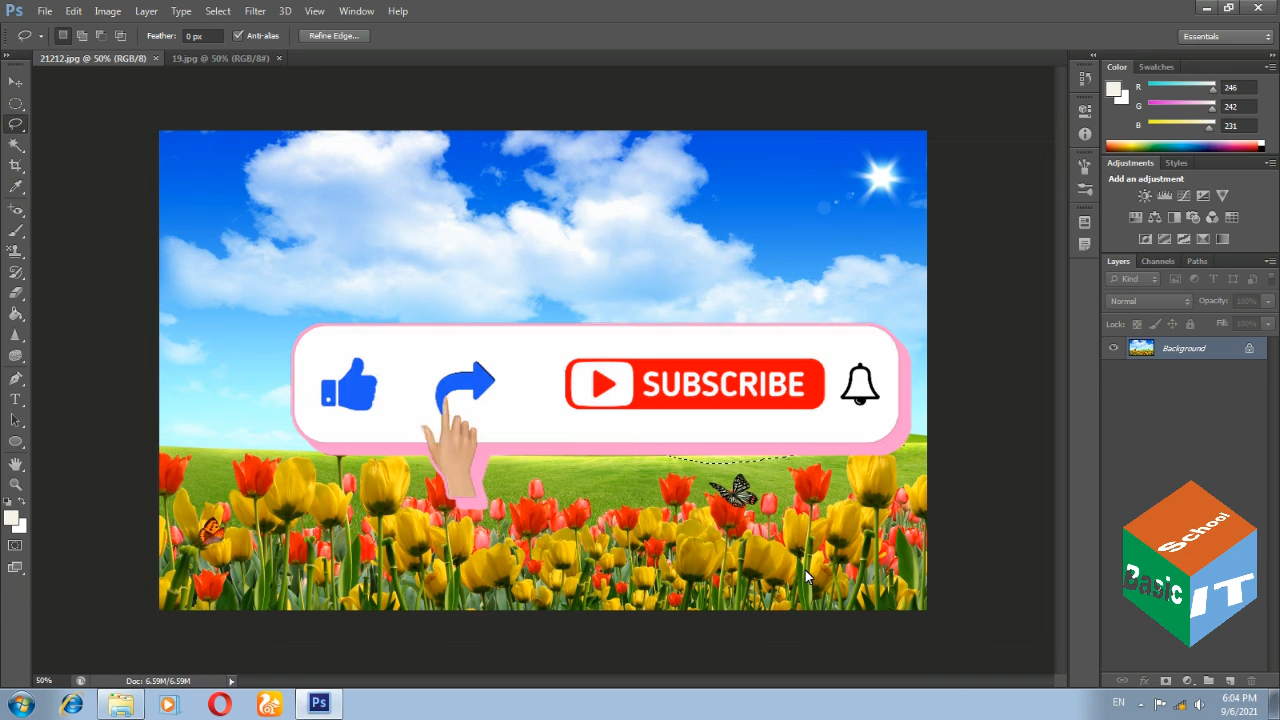 Ps File Edit Image Layer Type Select Filter 3D View Window Help
Feather: 0 px Anti-alias Refine Edge... Essentials
21212.jpg @ 50% (RGB/8) × 19.jpg @ 50% (RGB/8#) ×
Color Swatches
R 246
G 242
B 231
Adjustments Styles
Add an adjustment
Layers Channels Paths
Kind
Normal Opacity: 100%
Lock: Fill: 100%
Background
SUBSCRIBE
School
Basic
IT
50% Doc: 6.59M/6.59M
Ps
EN 6:04 PM
9/6/2021